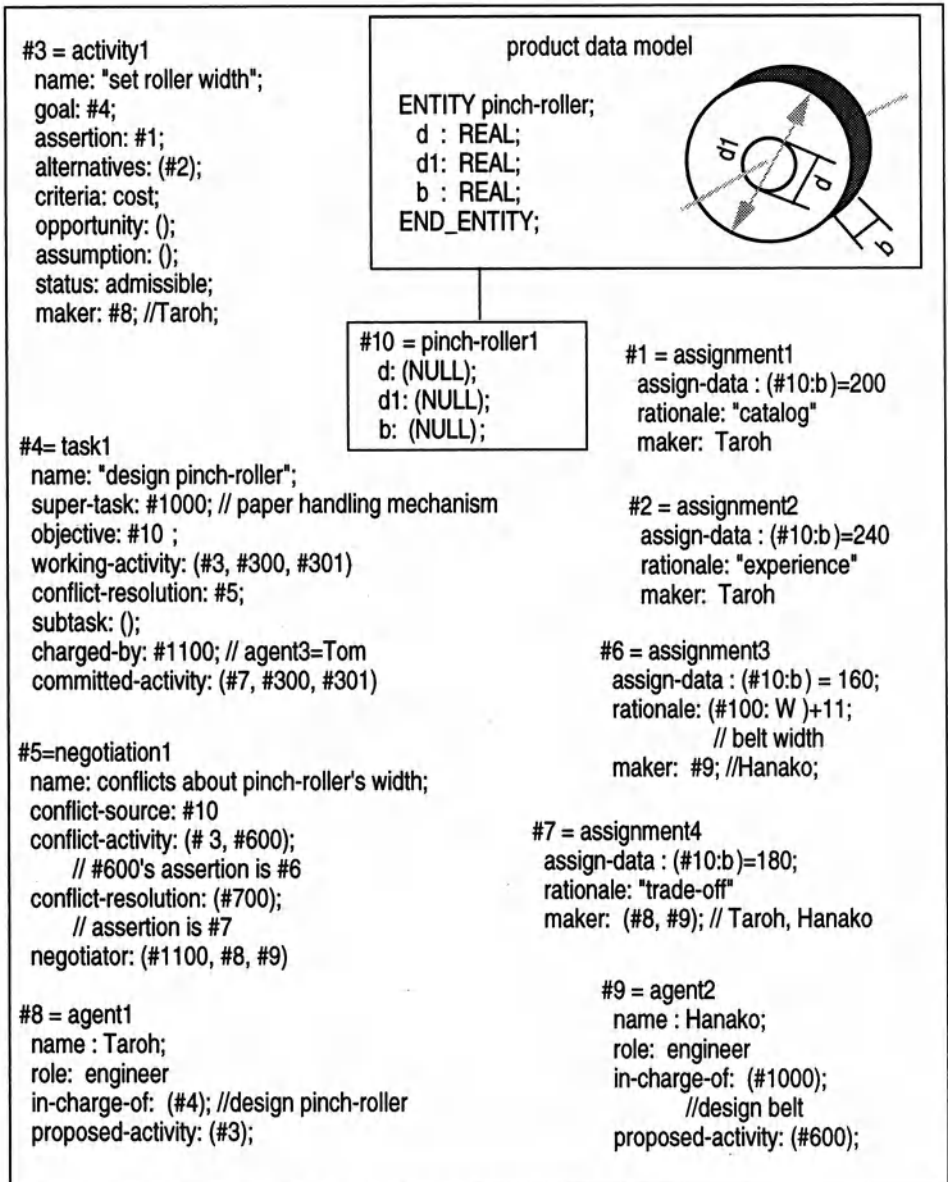 #3 = activity1
name: "set roller width";
goal: #4;
assertion: #1;
alternatives: (#2);
criteria: cost;
opportunity: ();
assumption: ();
status: admissible;
maker: #8; //Taroh;
product data model
ENTITY pinch-roller;
d : REAL;
d1: REAL;
b : REAL;
END_ENTITY;
d1
d
b
#10 = pinch-roller1
d: (NULL);
d1: (NULL);
b: (NULL);
#4= task1
name: "design pinch-roller";
super-task: #1000; // paper handling mechanism
objective: #10 ;
working-activity: (#3, #300, #301)
conflict-resolution: #5;
subtask: ();
charged-by: #1100; // agent3=Tom
committed-activity: (#7, #300, #301)
#5=negotiation1
name: conflicts about pinch-roller's width;
conflict-source: #10
conflict-activity: (# 3, #600);
// #600's assertion is #6
conflict-resolution: (#700);
// assertion is #7
negotiator: (#1100, #8, #9)
#8 = agent1
name : Taroh;
role: engineer
in-charge-of: (#4); //design pinch-roller
proposed-activity: (#3);
#1 = assignment1
assign-data : (#10:b)=200
rationale: "catalog"
maker: Taroh
#2 = assignment2
assign-data : (#10:b)=240
rationale: "experience"
maker: Taroh
#6 = assignment3
assign-data : (#10:b) = 160;
rationale: (#100: W )+11;
// belt width
maker: #9; //Hanako;
#7 = assignment4
assign-data : (#10:b)=180;
rationale: "trade-off"
maker: (#8, #9); // Taroh, Hanako
#9 = agent2
name : Hanako;
role: engineer
in-charge-of: (#1000);
//design belt
proposed-activity: (#600);